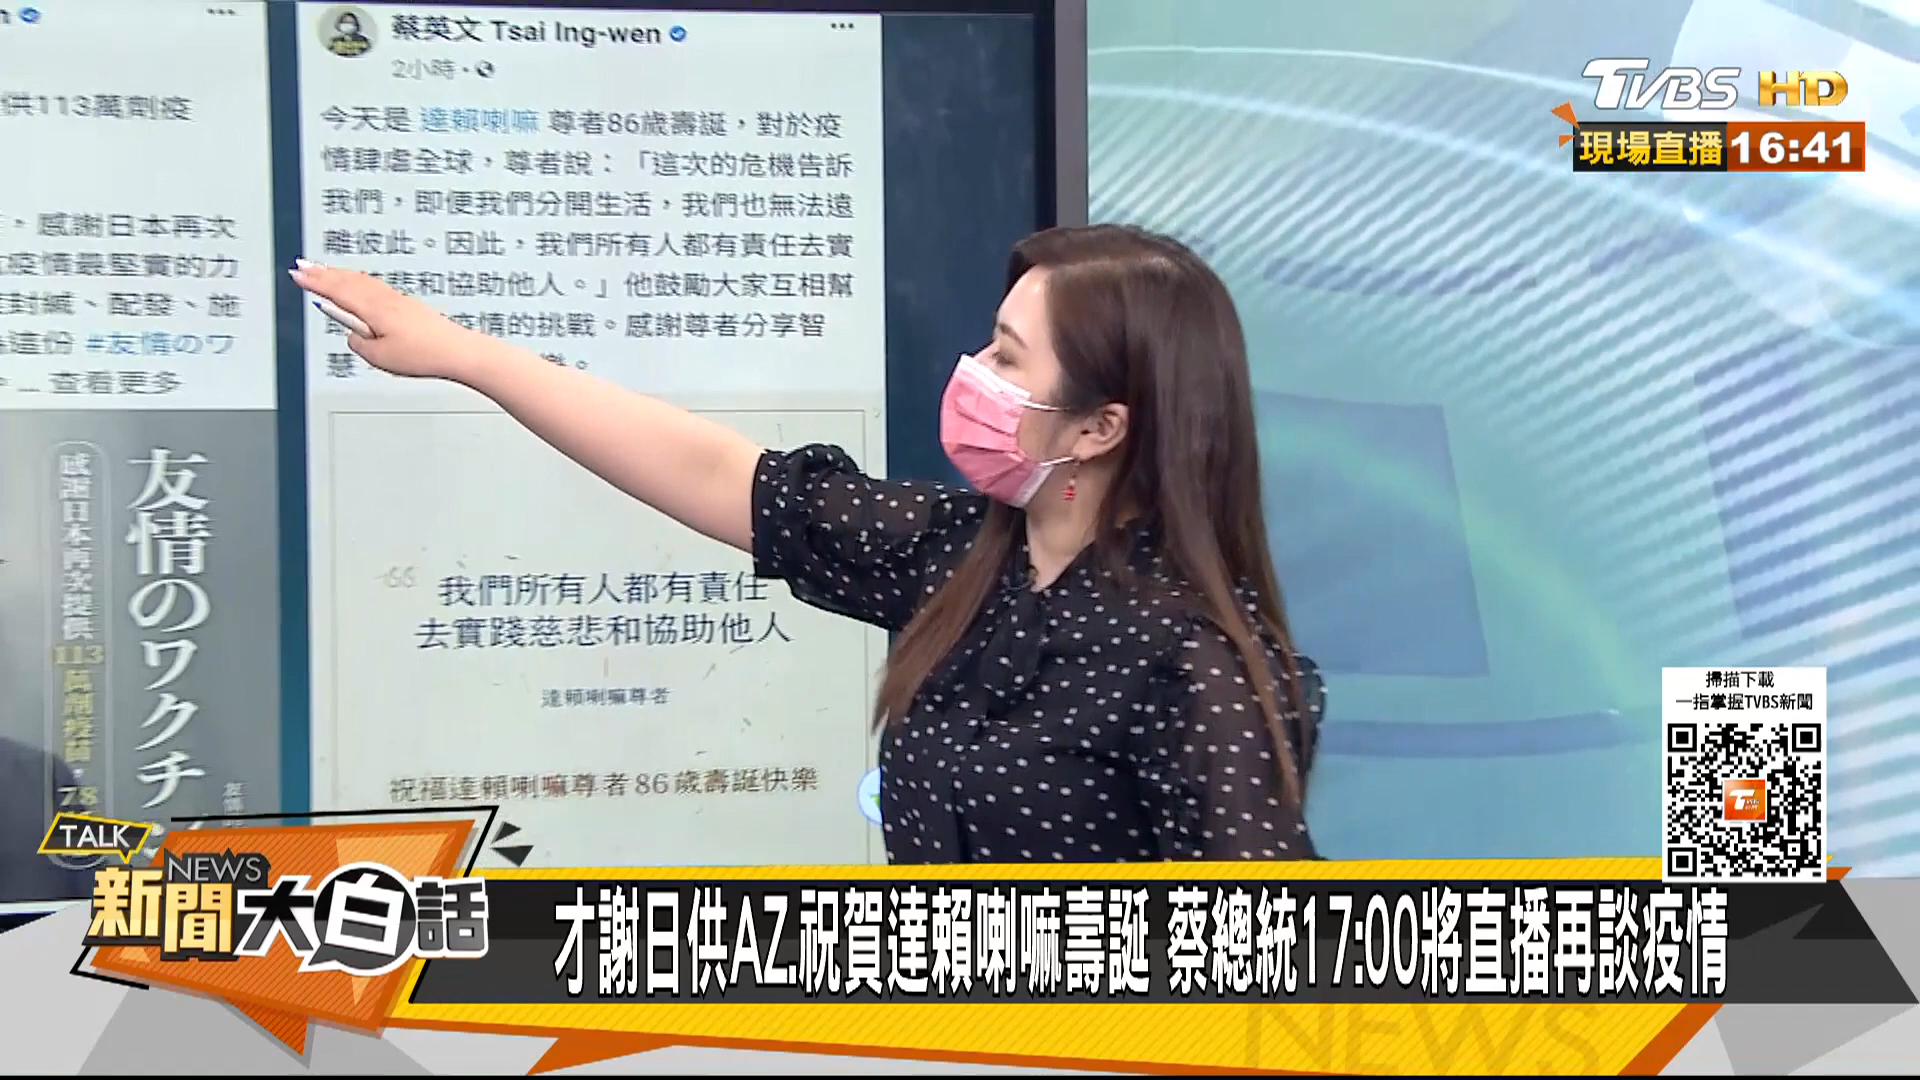 蔡英文 Tsai Ing-wen
2小時
供113萬劑疫
，感謝日本再次
疫情最堅實的力
封緘、配發、施
這份 #友情のワ
。... 查看更多
今天是 達賴喇嘛 尊者86歲壽誕，對於疫
情肆虐全球，尊者說：「這次的危機告訴
我們，即便我們分開生活，我們也無法遠
離彼此。因此，我們所有人都有責任去實
悲和協助他人。」他鼓勵大家互相幫
疫情的挑戰。感謝尊者分享智
慧
樂。
友情のワクチ
感謝日本再次提供113萬劑疫苗，
78
“ 我們所有人都有責任
去實踐慈悲和協助他人
達賴喇嘛尊者
祝福達賴喇嘛尊者86歲壽誕快樂
TVBS HD
現場直播 16:41
掃描下載
一指掌握TVBS新聞
TALK
NEWS
新聞大白話
才謝日供AZ.祝賀達賴喇嘛壽誕 蔡總統17:00將直播再談疫情
NEWS